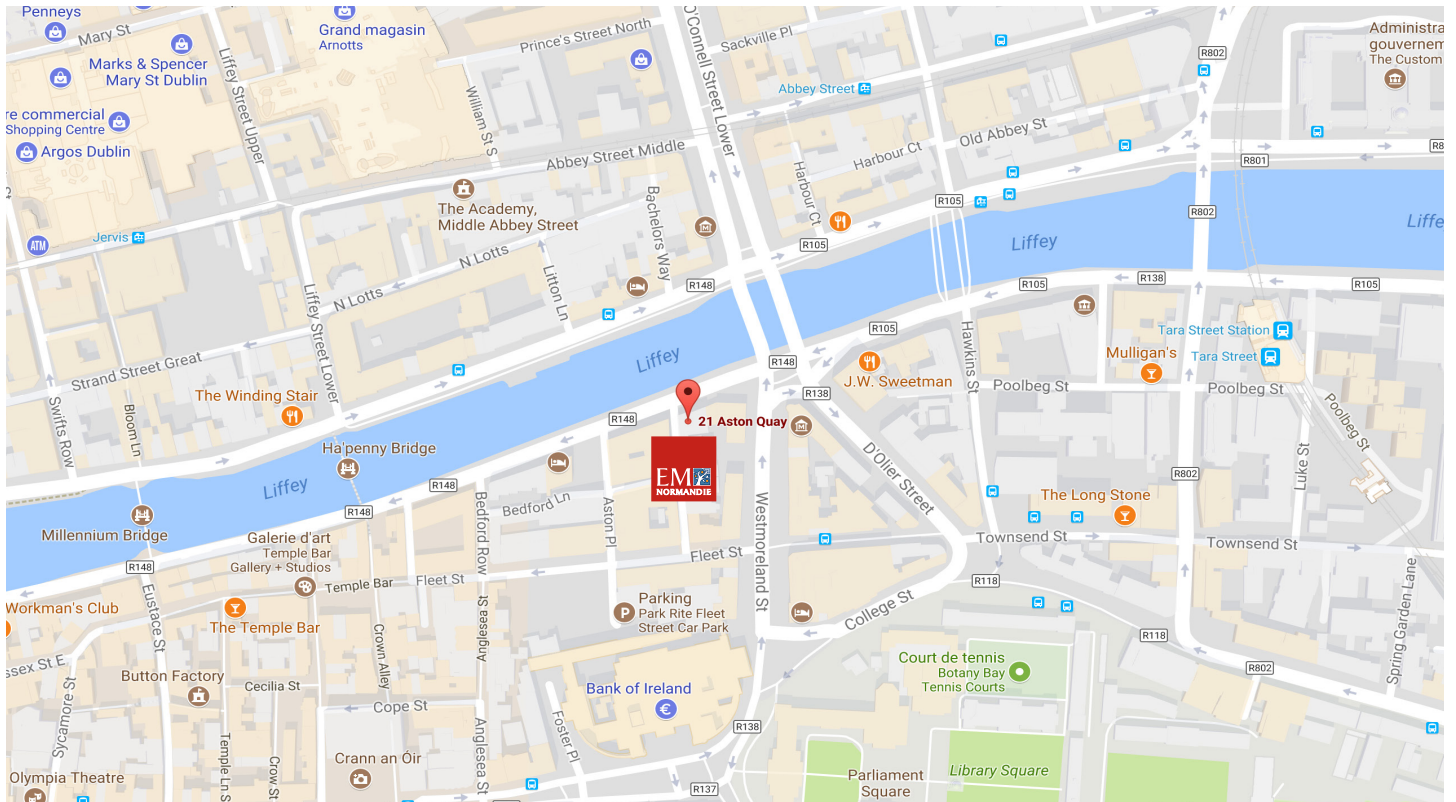 Penneys
Mary St
Marks & Spencer
Mary St Dublin
Grand magasin
Arnotts
Prince's Street North
Sackville Pl
O'Connell Street Lower
R802
Administra
gouvernem
The Custom
Liffey Street Upper
William St S
Abbey Street
re commercial
Shopping Centre
Argos Dublin
Abbey Street Middle
Harbour Ct
Old Abbey St
R801
R8
The Academy,
Middle Abbey Street
Bachelors Way
Harbour Ct
R105
R802
ATM
Jervis
Liffey
Liffe
N Lotts
R105
N Lotts
Litton Ln
R148
R105
R138
R105
Liffey Street Lower
Liffey
R105
Hawkins St
Tara Street Station
Tara Street
Strand Street Great
R148
Mulligan's
J.W. Sweetman
Poolbeg St
Poolbeg St
The Winding Stair
R138
Swifts Row
Bloom Ln
R148
21 Aston Quay
Poolbeg St
Ha'penny Bridge
D'Olier Street
Luke St
Liffey
R148
EM
NORMANDIE
R802
Bedford Ln
The Long Stone
Millennium Bridge
R148
Bedford Row
Aston Pl
Westmoreland St
Galerie d'art
Temple Bar
Gallery + Studios
Fleet St
Townsend St
Townsend St
R148
Temple Bar
Fleet St
R118
Eustace St
Workman's Club
The Temple Bar
Parking
Park Rite Fleet
Street Car Park
College St
R118
Spring Garden Lane
Crown Alley
Anglesea St
ssex St E
Button Factory
Cecilia St
Court de tennis
Botany Bay
Tennis Courts
R802
Bank of Ireland
Sycamore St
Cope St
R138
Foster Pl
Temple Ln S
Crow St
Anglesea St
Crann an Óir
Olympia Theatre
R137
Parliament
Square
Library Square